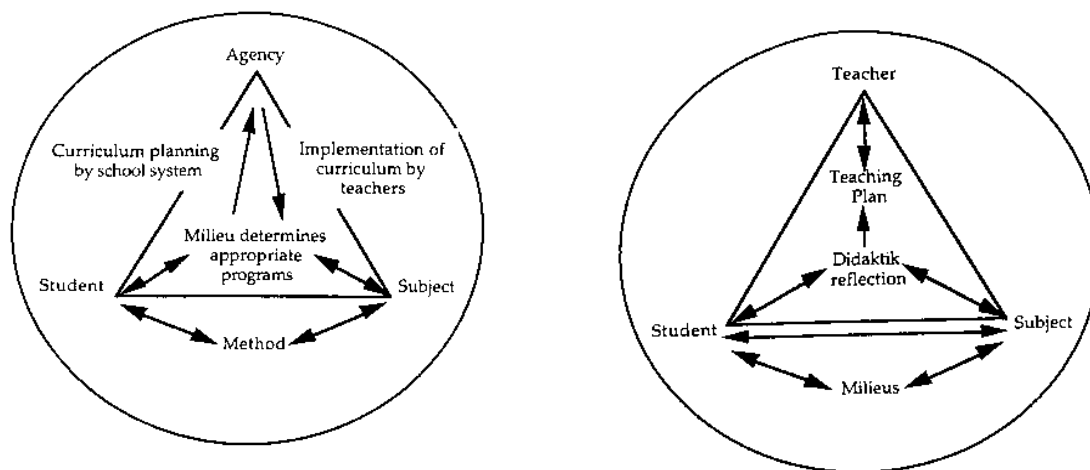 Agency
Curriculum planning
by school system
Implementation of
curriculum by
teachers
Milieu determines
appropriate
programs
Student
Subject
Method
Teacher
Teaching
Plan
Didaktik
reflection
Student
Subject
Milieus